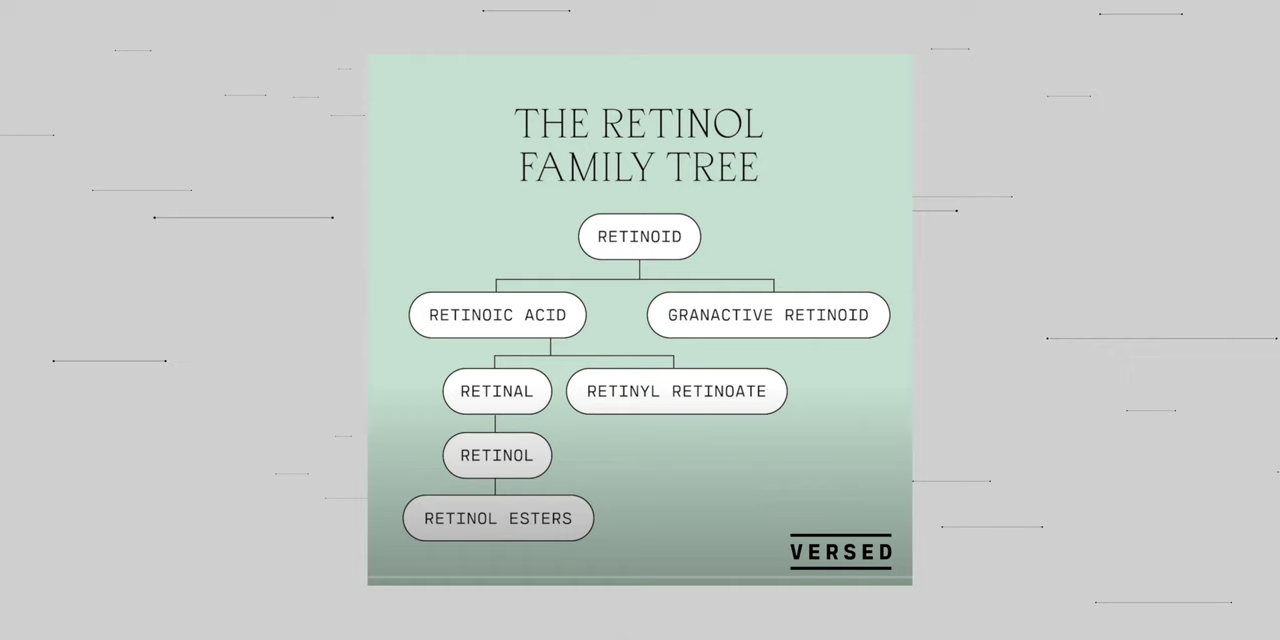 THE RETINOL
FAMILY TREE
RETINOID
RETINOIC ACID
GRANACTIVE RETINOID
RETINAL
RETINYL RETINOATE
RETINOL
RETINOL ESTERS
VERSED